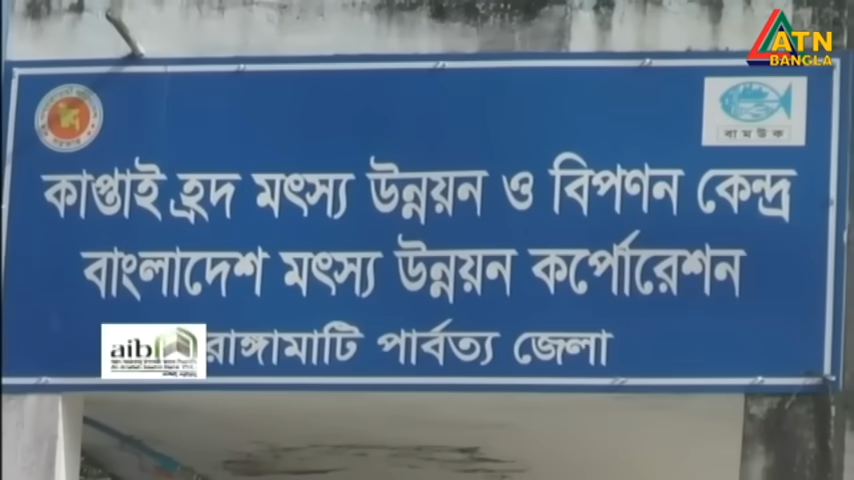 ATN
BANGLA
বামউক
কাপ্তাই হ্রদ মৎস্য উন্নয়ন ও বিপণন কেন্দ্র
বাংলাদেশ মৎস্য উন্নয়ন কর্পোরেশন
রাঙ্গামাটি পার্বত্য জেলা
aibl